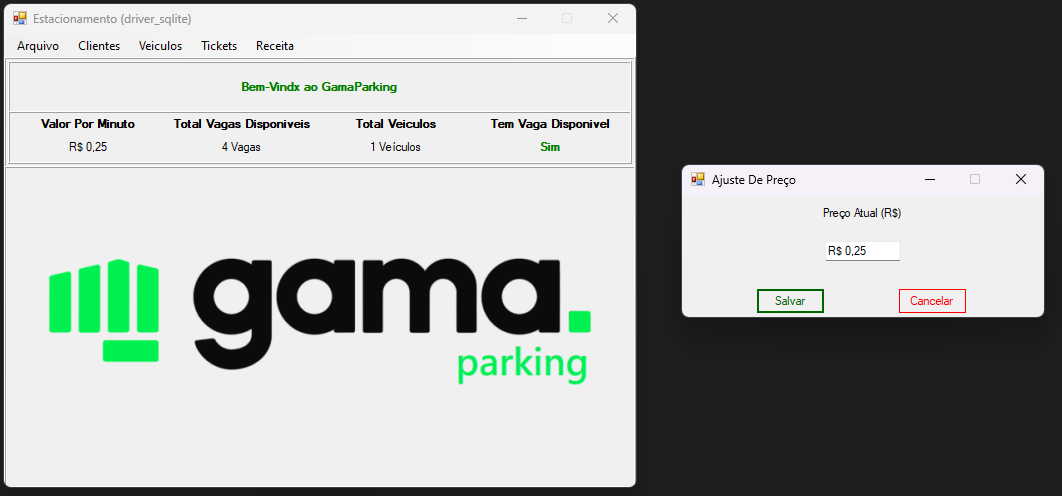 Estacionamento (driver_sqlite)
Arquivo Clientes Veiculos Tickets Receita
Bem-Vindx ao GamaParking
Valor Por Minuto Total Vagas Disponiveis Total Veiculos Tem Vaga Disponivel
R$ 0,25 4 Vagas 1 Veículos Sim
gama.
parking
Ajuste De Preço
Preço Atual (R$)
R$ 0,25
Salvar Cancelar